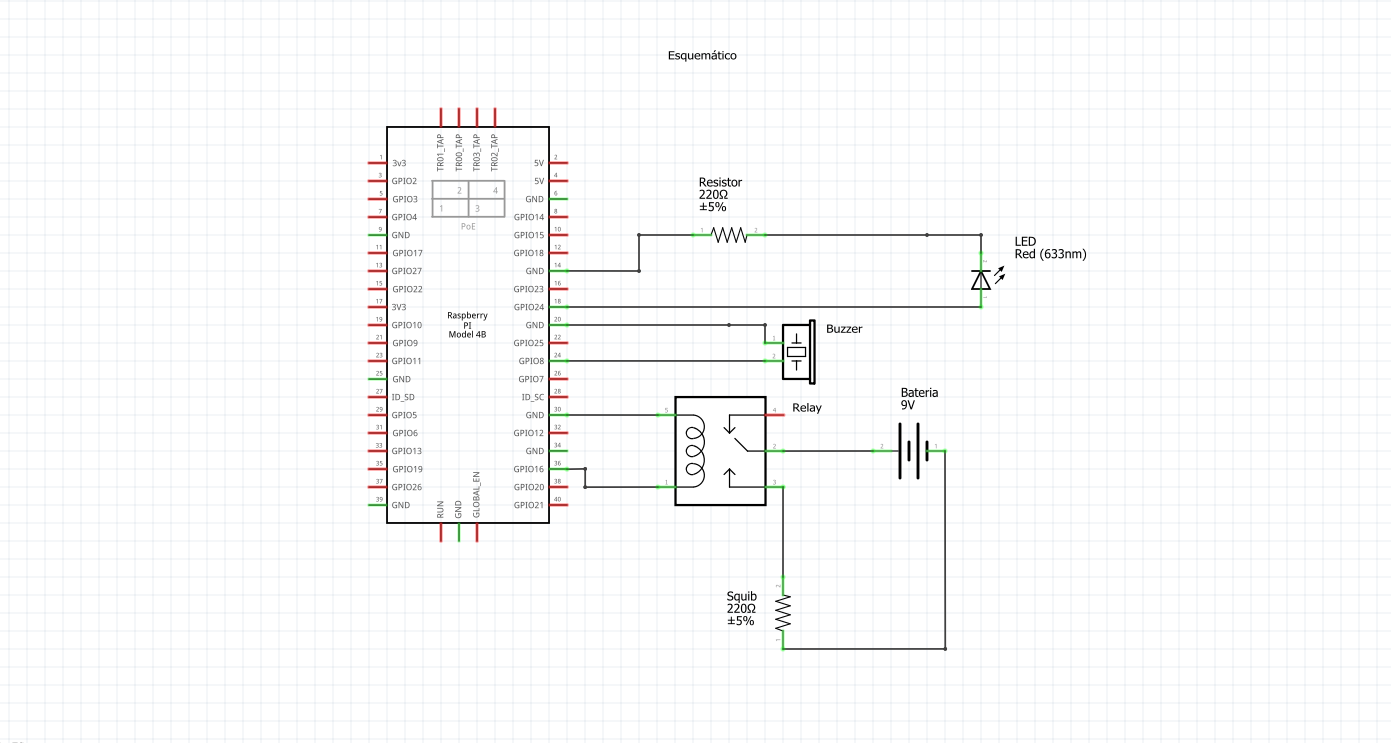 Esquemático
TR01_TAP
TR00_TAP
TR03_TAP
TR02_TAP
1 3v3 5V 2
3 GPIO2 5V 4
5 GPIO3 GND 6
7 GPIO4 GPIO14 8
9 GND GPIO15 10
11 GPIO17 GPIO18 12
13 GPIO27 GND 14
15 GPIO22 GPIO23 16
17 3V3 GPIO24 18
19 GPIO10 GND 20
21 GPIO9 GPIO25 22
23 GPIO11 GPIO8 24
25 GND GPIO7 26
27 ID_SD ID_SC 28
29 GPIO5 GND 30
31 GPIO6 GPIO12 32
33 GPIO13 GND 34
35 GPIO19 GPIO16 36
37 GPIO26 GPIO20 38
39 GND GPIO21 40
2 4
1 3
PoE
Raspberry
PI
Model 4B
RUN
GND
GLOBAL_EN
Resistor
220Ω
±5%
1 2
LED
Red (633nm)
2
1
Buzzer
1
2
Relay
5 4
2
1 3
Bateria
9V
2 1
Squib
220Ω
±5%
2
1